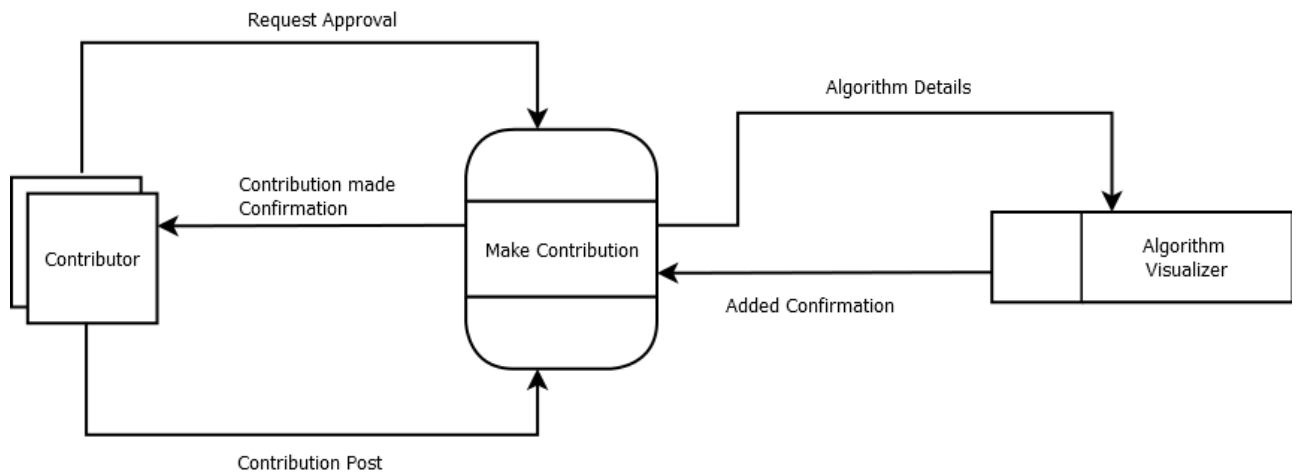 Request Approval
Algorithm Details
Contribution made
Confirmation
Contributor
Make Contribution
Algorithm
Visualizer
Added Confirmation
Contribution Post